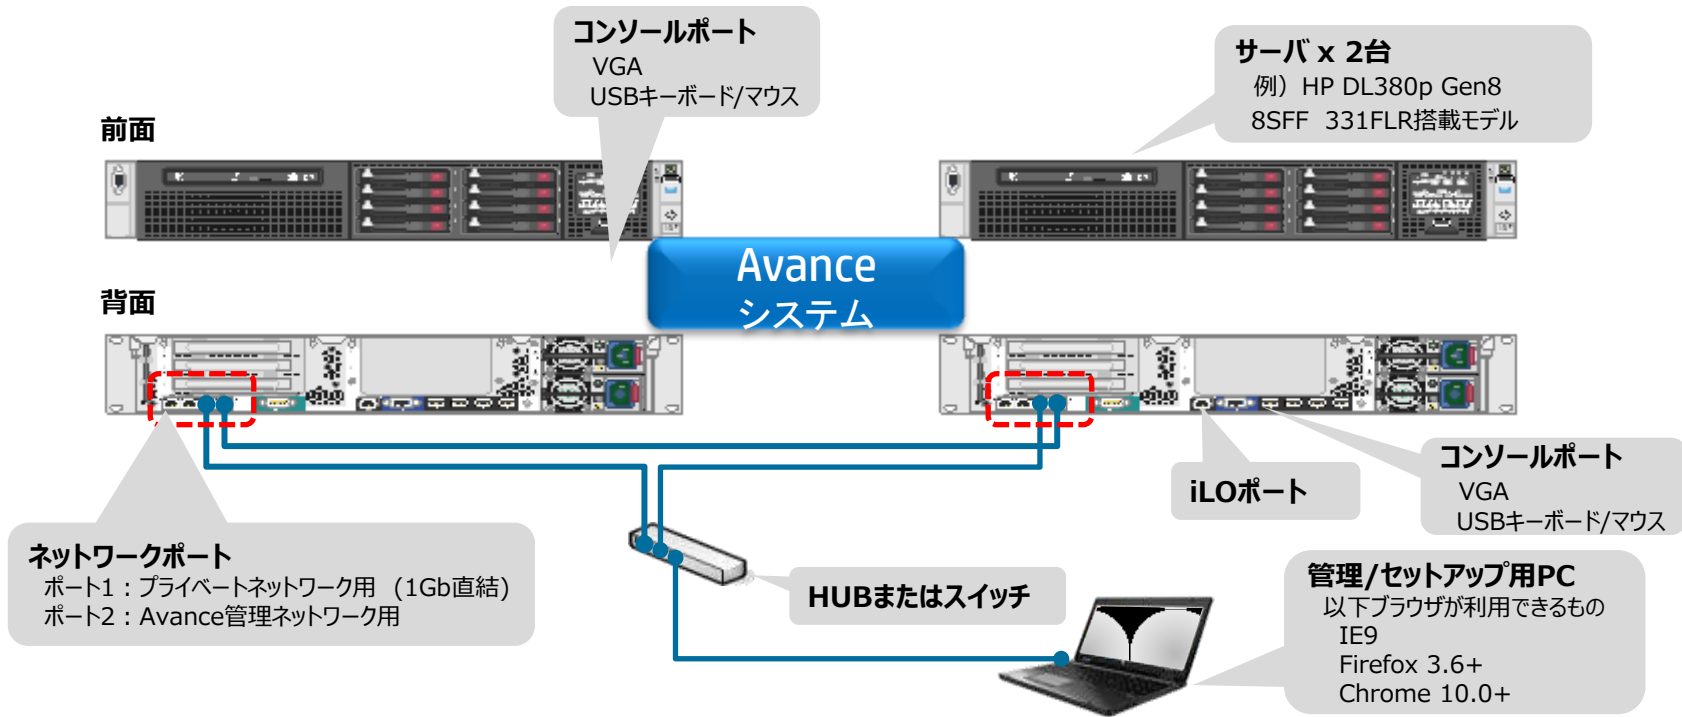 コンソールポート
VGA
USBキーボード/マウス
サーバ x 2台
例）HP DL380p Gen8
8SFF 331FLR搭載モデル
前面
Avance
システム
背面
コンソールポート
VGA
USBキーボード/マウス
iLOポート
ネットワークポート
ポート1：プライベートネットワーク用 (1Gb直結)
ポート2：Avance管理ネットワーク用
HUBまたはスイッチ
管理/セットアップ用PC
以下ブラウザが利用できるもの
IE9
Firefox 3.6+
Chrome 10.0+